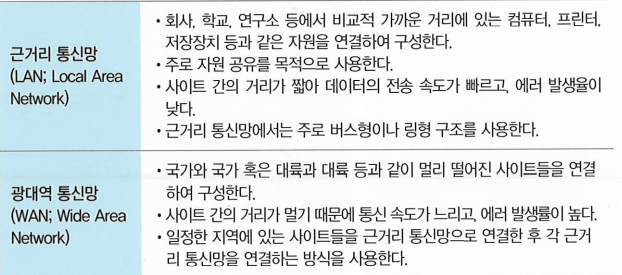 근거리 통신망
(LAN; Local Area
Network)
• 회사, 학교, 연구소 등에서 비교적 가까운 거리에 있는 컴퓨터, 프린터,
저장장치 등과 같은 자원을 연결하여 구성한다.
• 주로 자원 공유를 목적으로 사용한다.
• 사이트 간의 거리가 짧아 데이터의 전송 속도가 빠르고, 에러 발생율이
낮다.
• 근거리 통신망에서는 주로 버스형이나 링형 구조를 사용한다.
광대역 통신망
(WAN; Wide Area
Network)
• 국가와 국가 혹은 대륙과 대륙 등과 같이 멀리 떨어진 사이트들을 연결
하여 구성한다.
• 사이트 간의 거리가 멀기 때문에 통신 속도가 느리고, 에러 발생률이 높다.
• 일정한 지역에 있는 사이트들을 근거리 통신망으로 연결한 후 각 근거
리 통신망을 연결하는 방식을 사용한다.